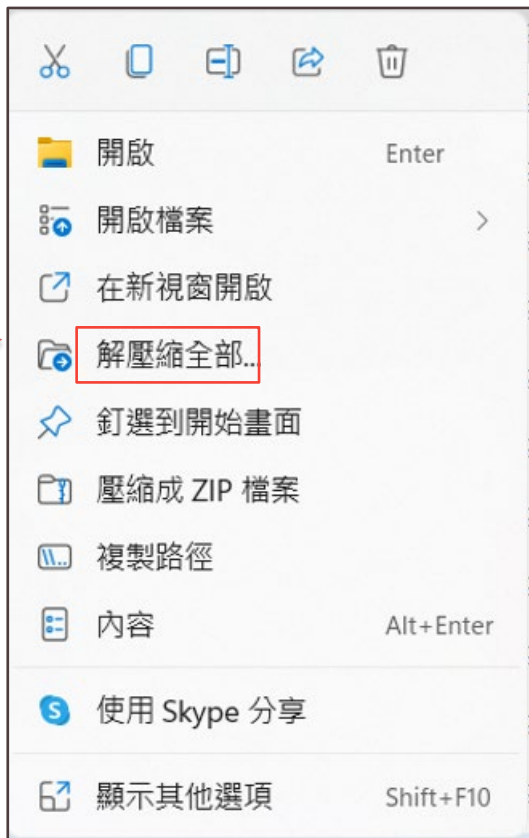 開啟 Enter
開啟檔案
在新視窗開啟
解壓縮全部...
釘選到開始畫面
壓縮成 ZIP 檔案
複製路徑
內容 Alt+Enter
使用 Skype 分享
顯示其他選項 Shift+F10